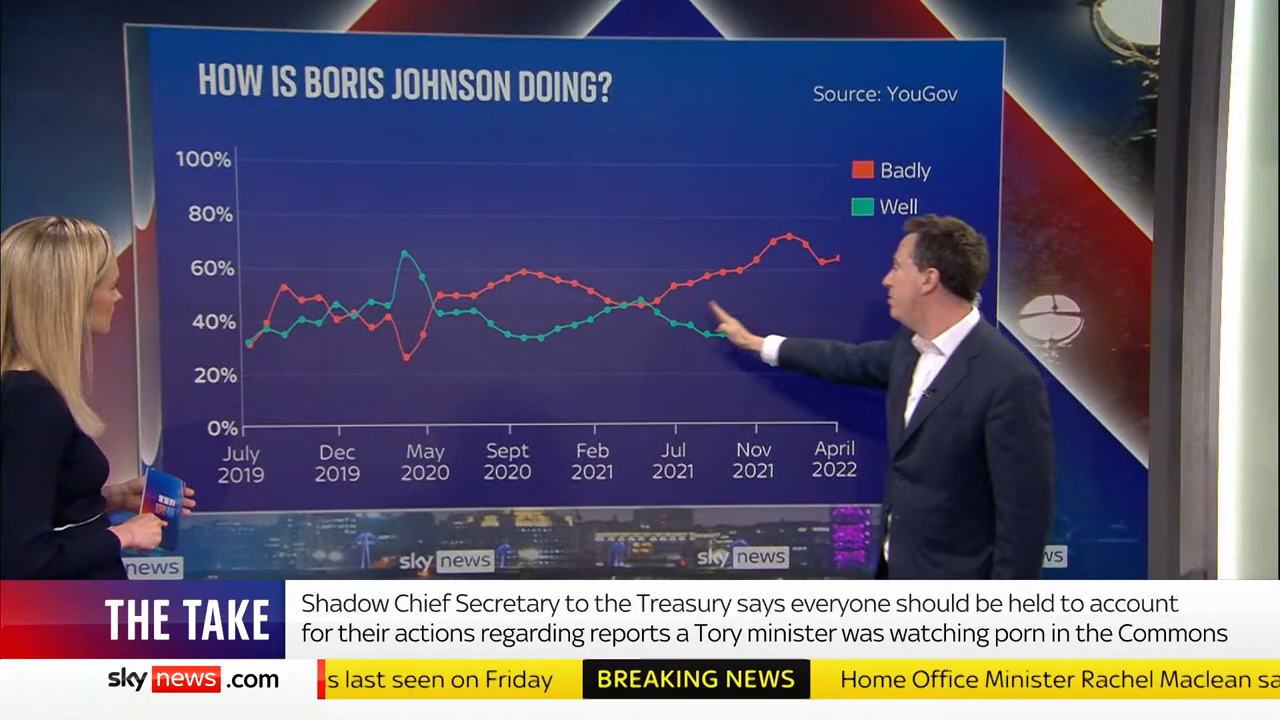 HOW IS BORIS JOHNSON DOING?
Source: YouGov
100%
80%
60%
40%
20%
0%
Badly
Well
July 2019
Dec 2019
May 2020
Sept 2020
Feb 2021
Jul 2021
Nov 2021
April 2022
news
sky news
sky news
ws
THE TAKE
Shadow Chief Secretary to the Treasury says everyone should be held to account
for their actions regarding reports a Tory minister was watching porn in the Commons
sky news.com
s last seen on Friday
BREAKING NEWS
Home Office Minister Rachel Maclean sa